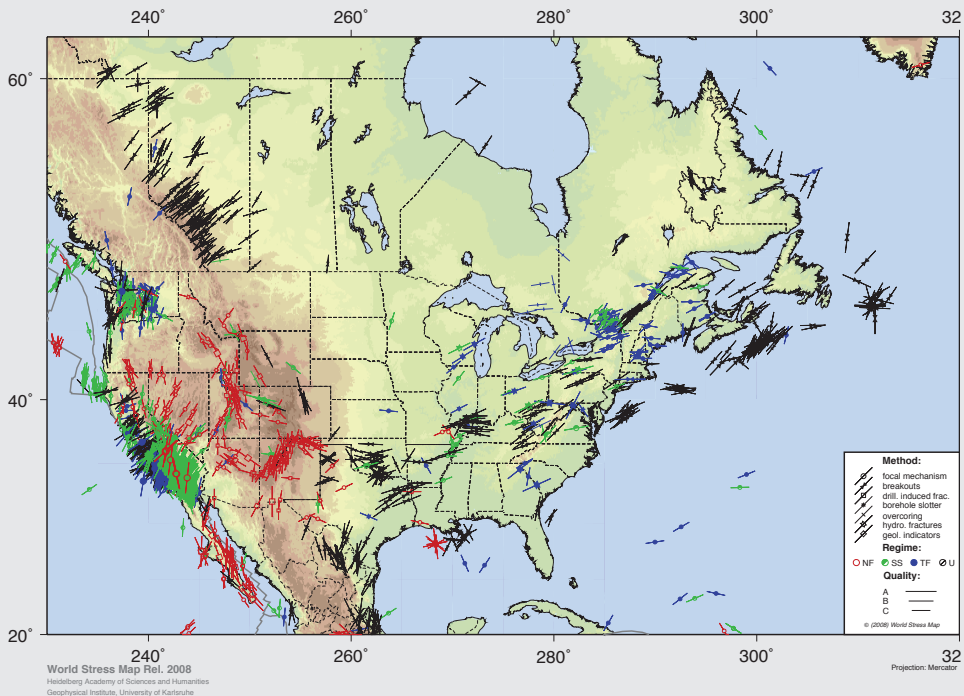 240˚ 260˚ 280˚ 300˚ 32
60˚
40˚
20˚
Method:
focal mechanism
breakouts
drill. induced frac.
borehole slotter
overcoring
hydro. fractures
geol. indicators
Regime:
NF SS TF U
Quality:
A
B
C
© (2008) World Stress Map
240˚ 260˚ 280˚ 300˚ 32
World Stress Map Rel. 2008
Projection: Mercator
Heidelberg Academy of Sciences and Humanities
Geophysical Institute, University of Karlsruhe